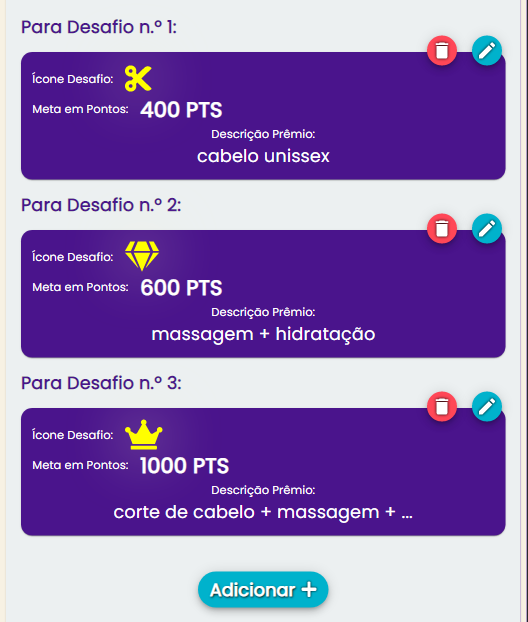 Para Desafio n.º 1:
Ícone Desafio:
Meta em Pontos: 400 PTS
Descrição Prêmio:
cabelo unissex
Para Desafio n.º 2:
Ícone Desafio:
Meta em Pontos: 600 PTS
Descrição Prêmio:
massagem + hidratação
Para Desafio n.º 3:
Ícone Desafio:
Meta em Pontos: 1000 PTS
Descrição Prêmio:
corte de cabelo + massagem + ...
Adicionar +